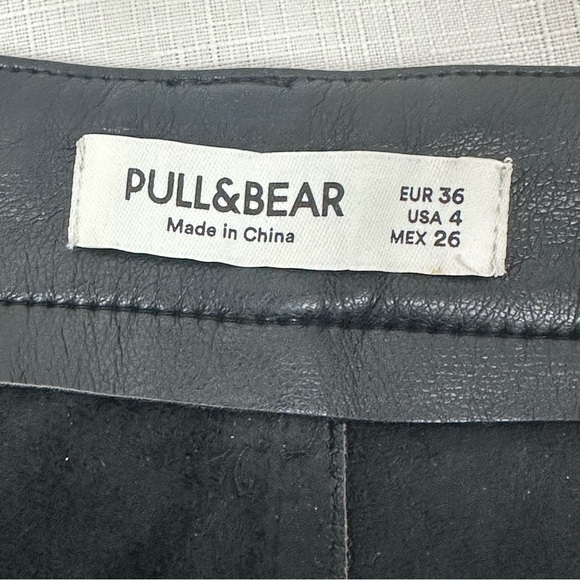 PULL&BEAR
Made in China
EUR 36
USA 4
MEX 26